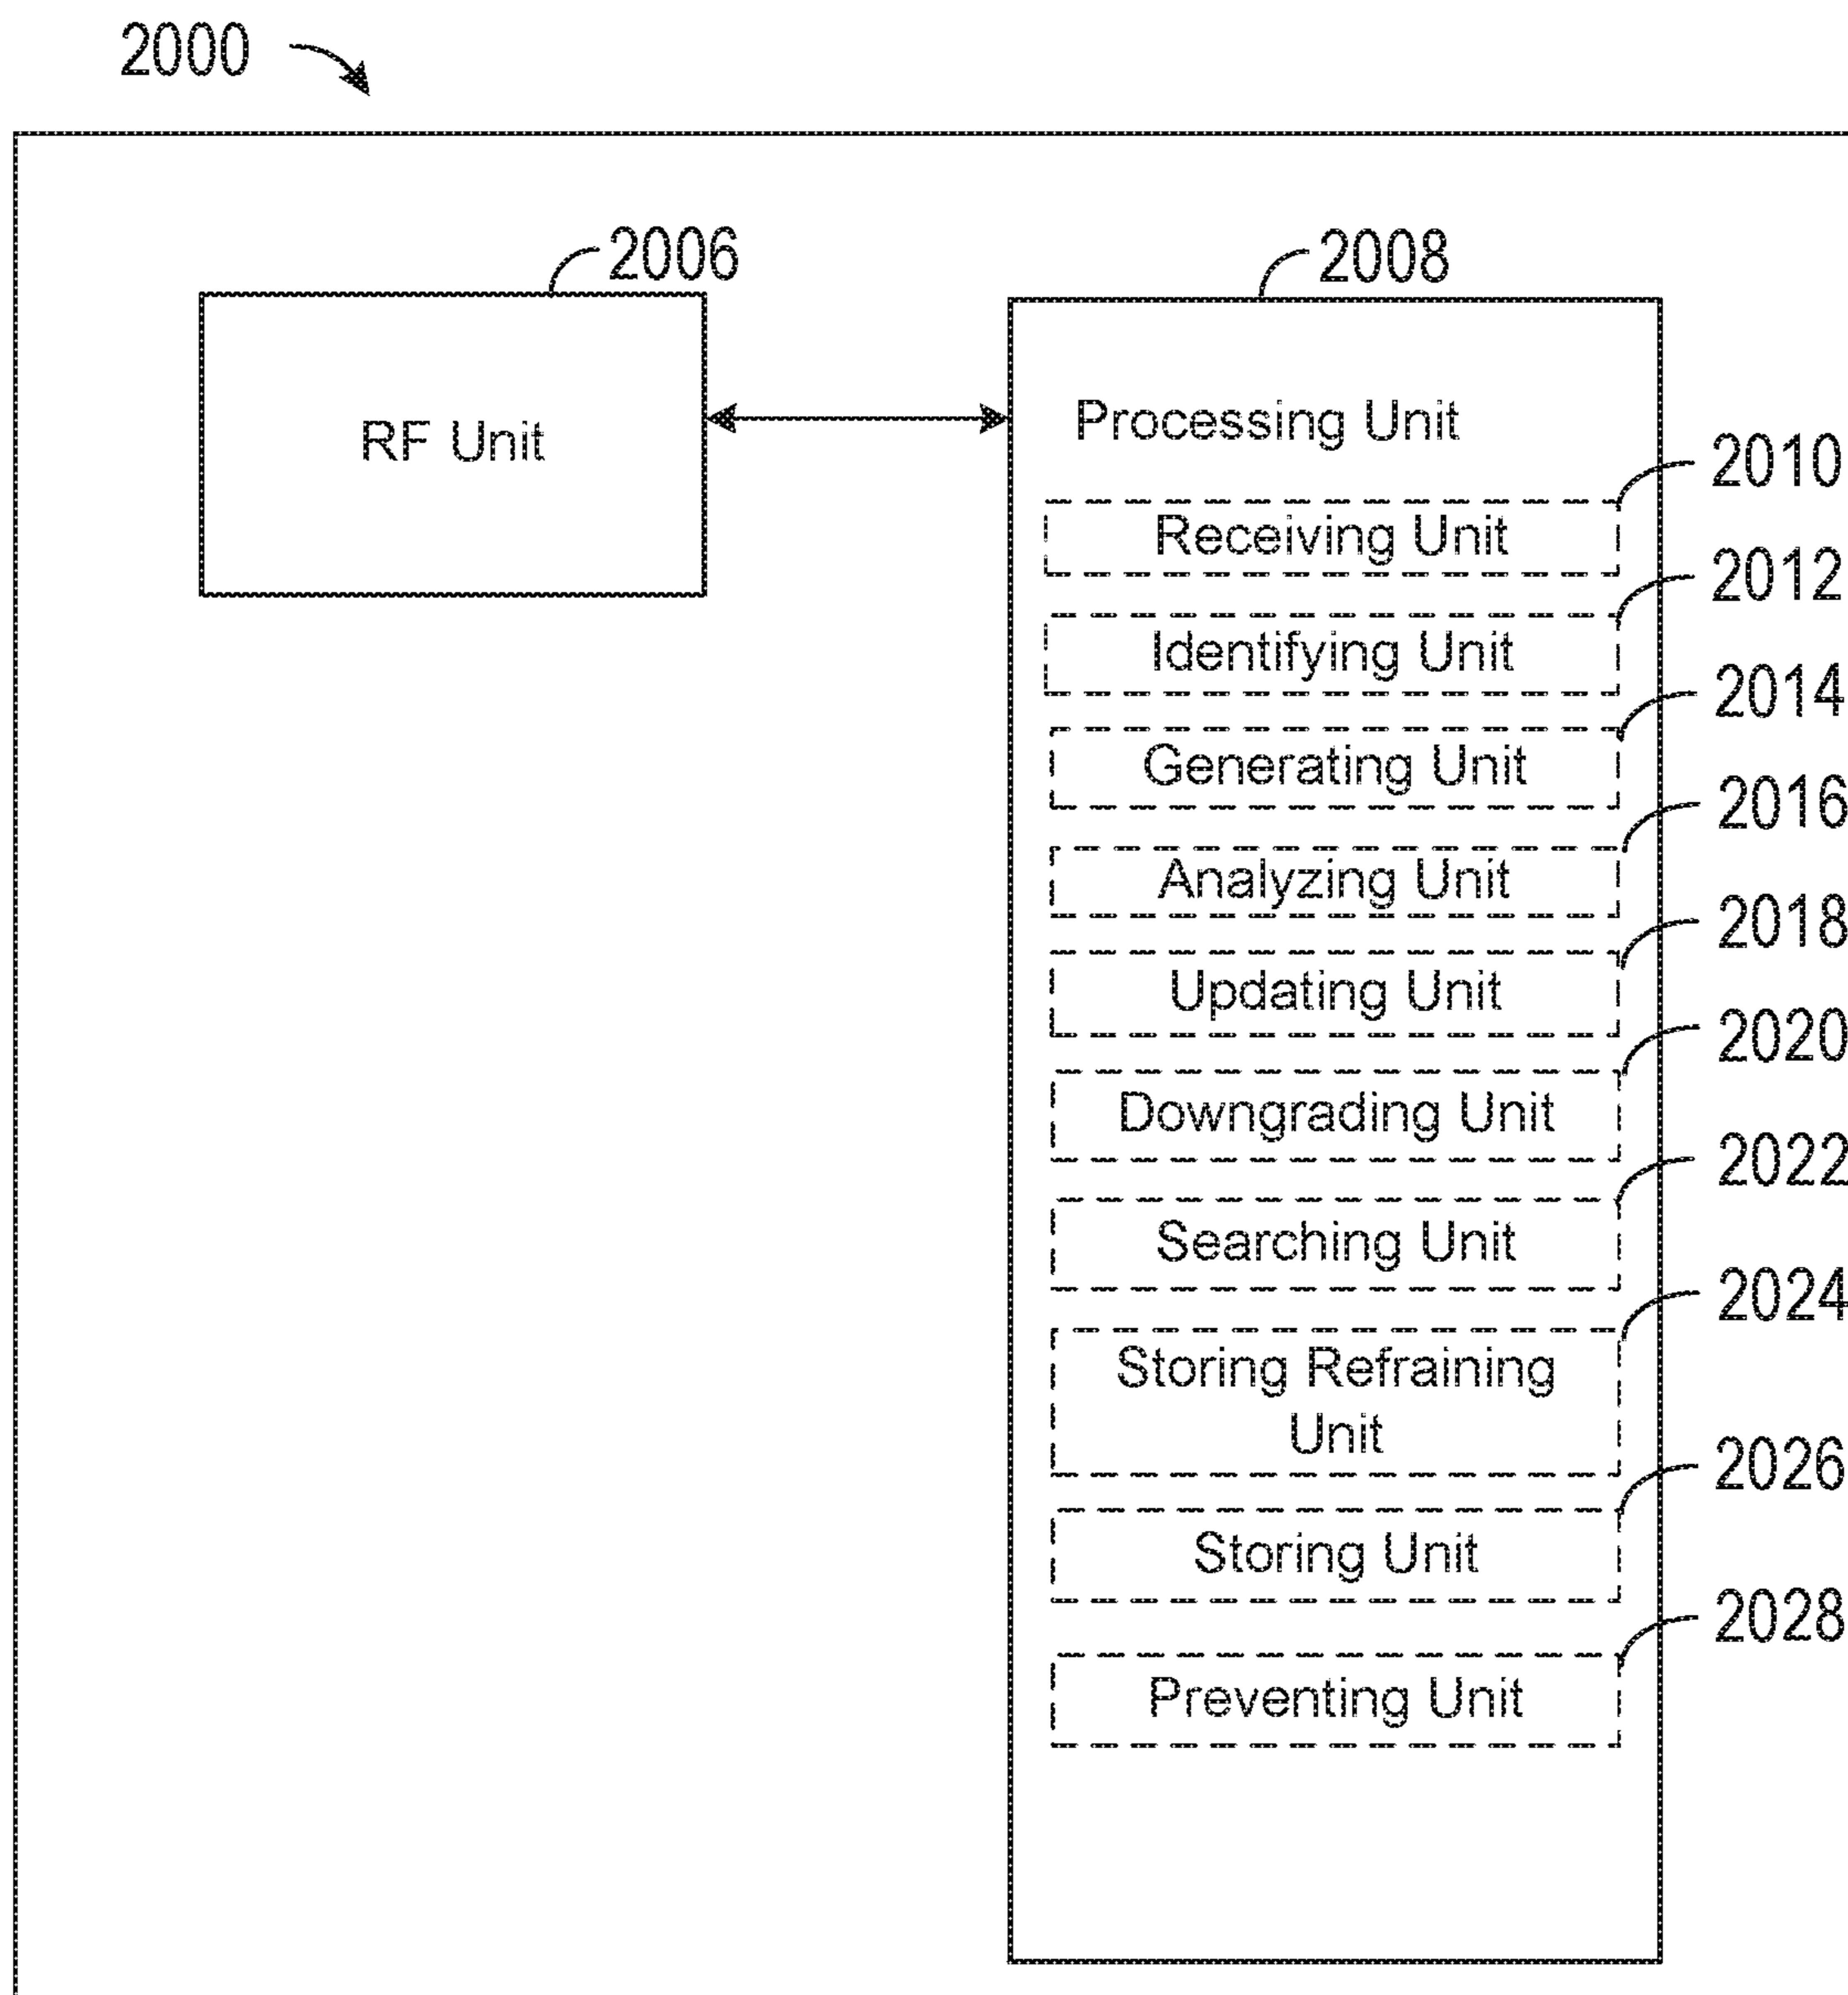 2000
2006
2008
RF Unit
Processing Unit
2010
Receiving Unit
2012
Identifying Unit
2014
Generating Unit
2016
Analyzing Unit
2018
Updating Unit
2020
Downgrading Unit
2022
Searching Unit
2024
Storing Refraining
Unit
2026
Storing Unit
2028
Preventing Unit